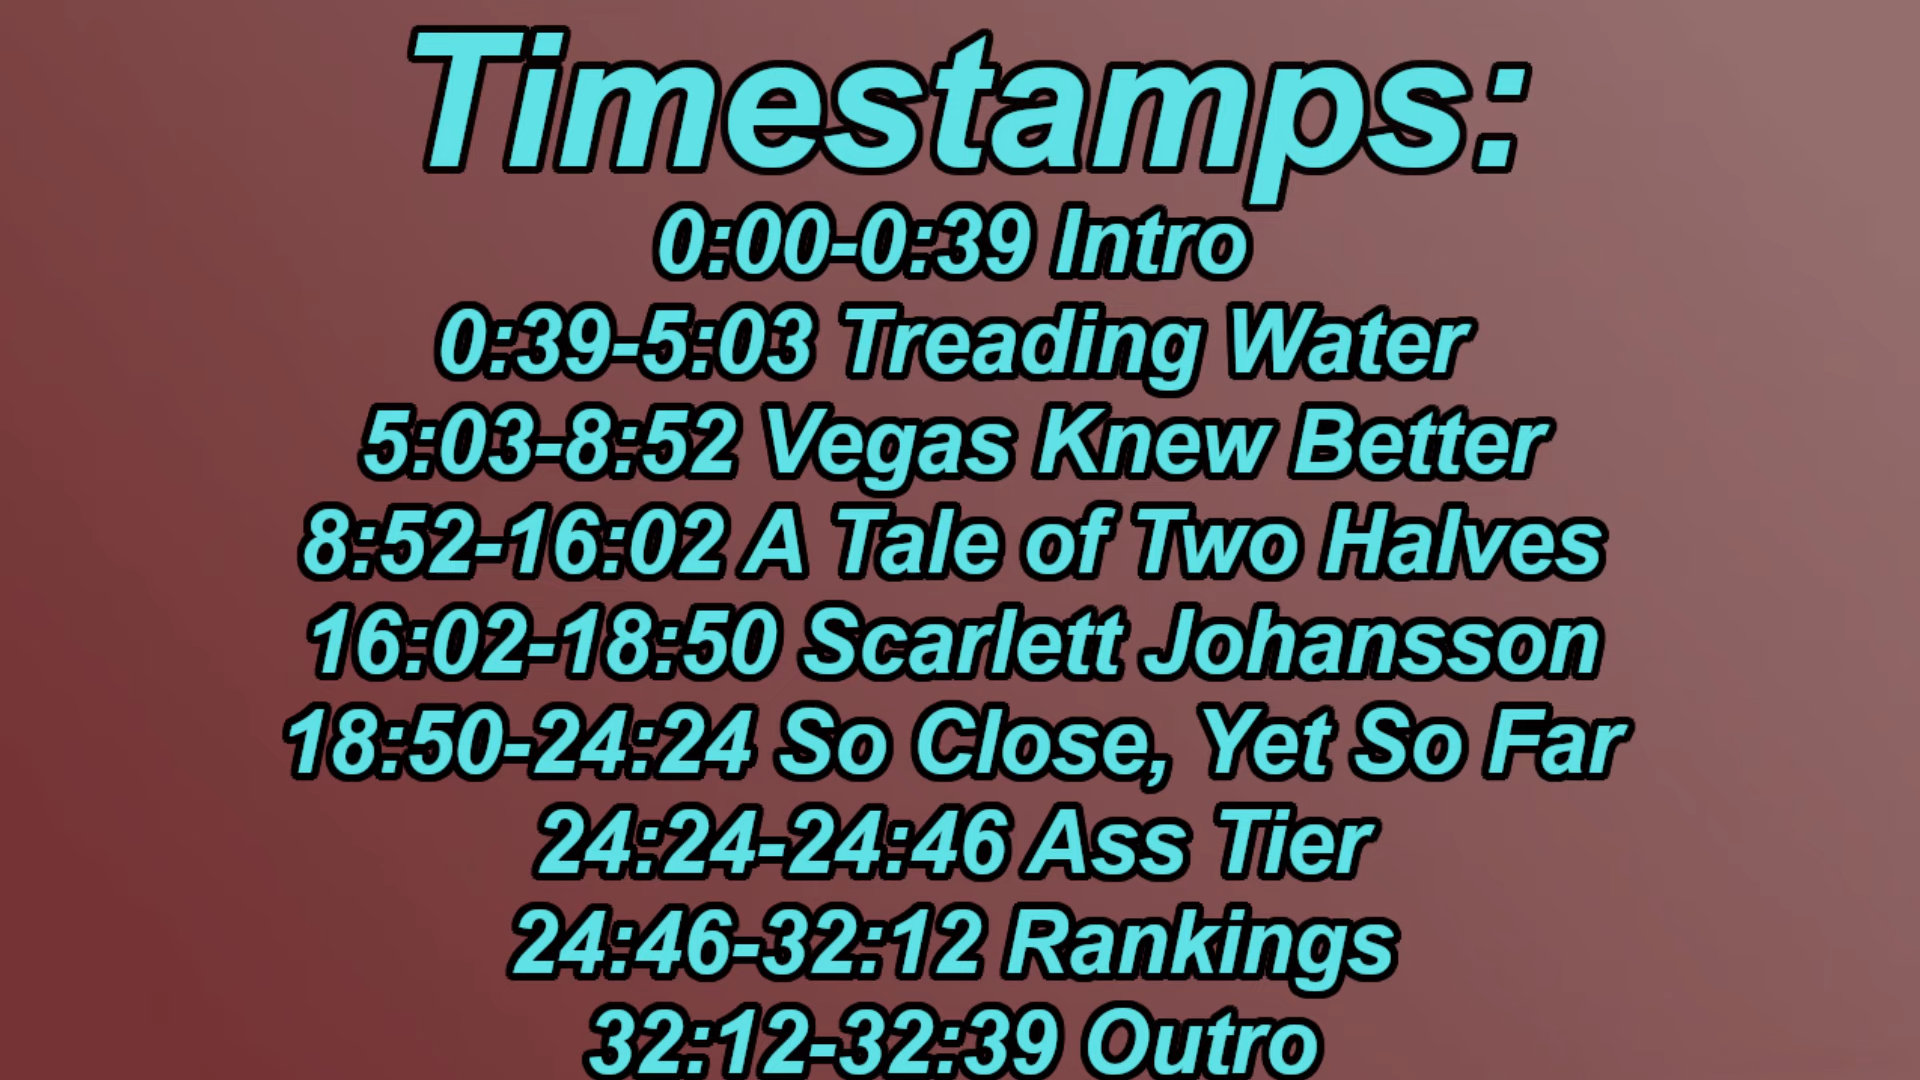 Timestamps:
0:00-0:39 Intro
0:39-5:03 Treading Water
5:03-8:52 Vegas Knew Better
8:52-16:02 A Tale of Two Halves
16:02-18:50 Scarlett Johansson
18:50-24:24 So Close, Yet So Far
24:24-24:46 Ass Tier
24:46-32:12 Rankings
32:12-32:39 Outro